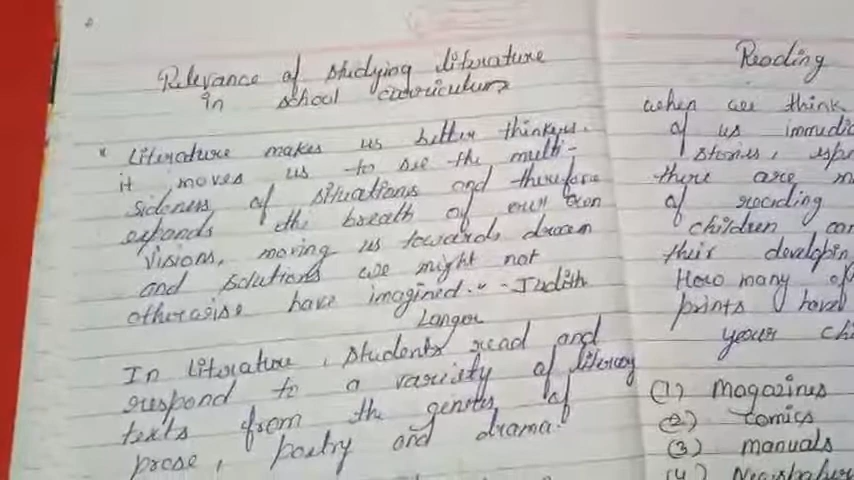 Relevance of studying literature
in school curriculum
" Literature makes us better thinkers.
it moves us to see the multi-
sidenes of situations and therefore
expands the breath of our own
visions, moving us towards dream
and solutions we might not
otherwise have imagined." - Judith
Langer
In literature, students read and
respond to a variety of literary
texts from the genres of
prose, poetry and drama.
Reading
when we think
of us
stories,
there are
of reading
children
their
How many of
prints have
your
(1) magazines
(2) comics
(3) manuals
(4)